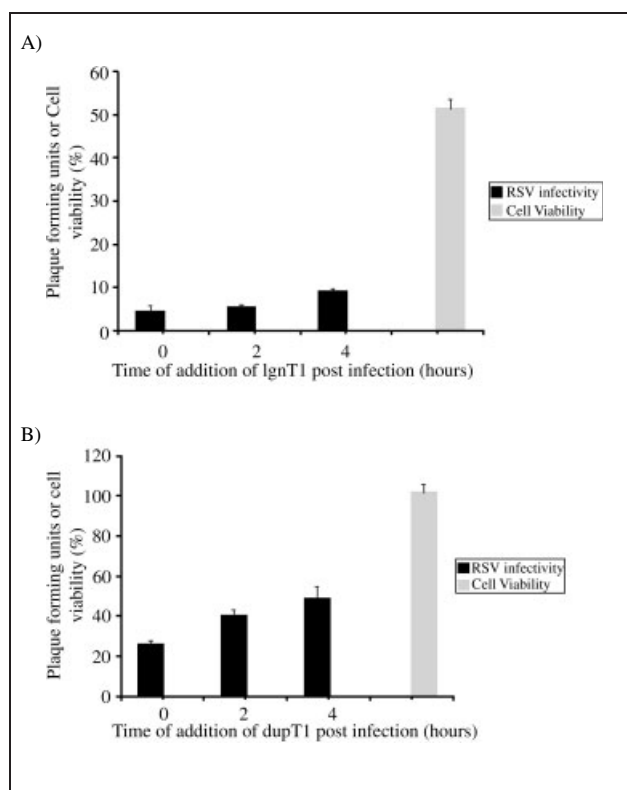 A)
60
50
40
30
20
10
0
Plaque forming units or Cell
viability (%)
RSV infectivity
Cell Viability
0 2 4
Time of addition of lgnT1 post infection (hours)
B)
120
100
80
60
40
20
0
Plaque forming units or cell
viability (%)
RSV infectivity
Cell Viability
0 2 4
Time of addition of dupT1 post infection (hours)